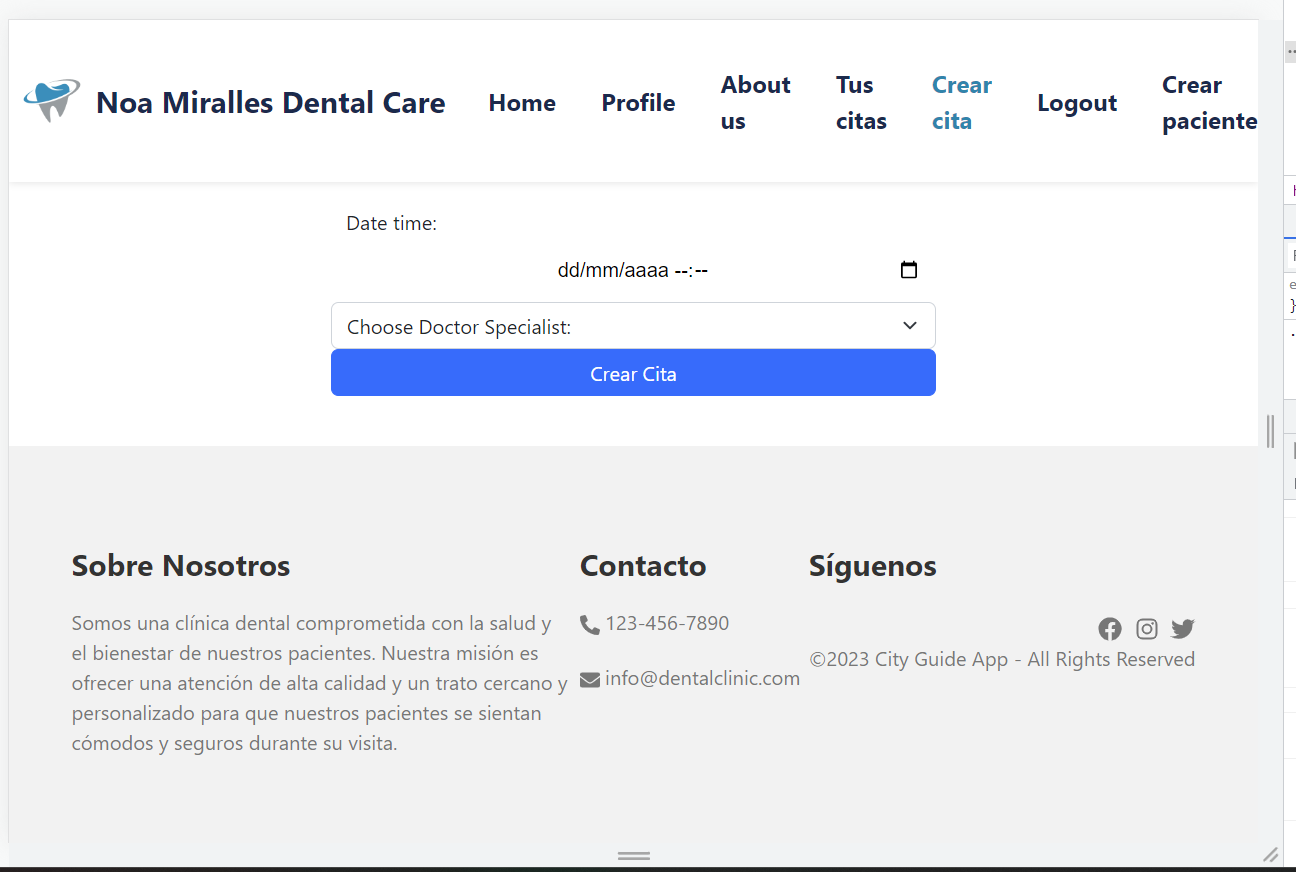 Noa Miralles Dental Care
Home
Profile
About
us
Tus
citas
Crear
cita
Logout
Crear
paciente
Date time:
dd/mm/aaaa --:--
Choose Doctor Specialist:
Crear Cita
Sobre Nosotros
Somos una clínica dental comprometida con la salud y
el bienestar de nuestros pacientes. Nuestra misión es
ofrecer una atención de alta calidad y un trato cercano y
personalizado para que nuestros pacientes se sientan
cómodos y seguros durante su visita.
Contacto
123-456-7890
info@dentalclinic.com
Síguenos
©2023 City Guide App - All Rights Reserved